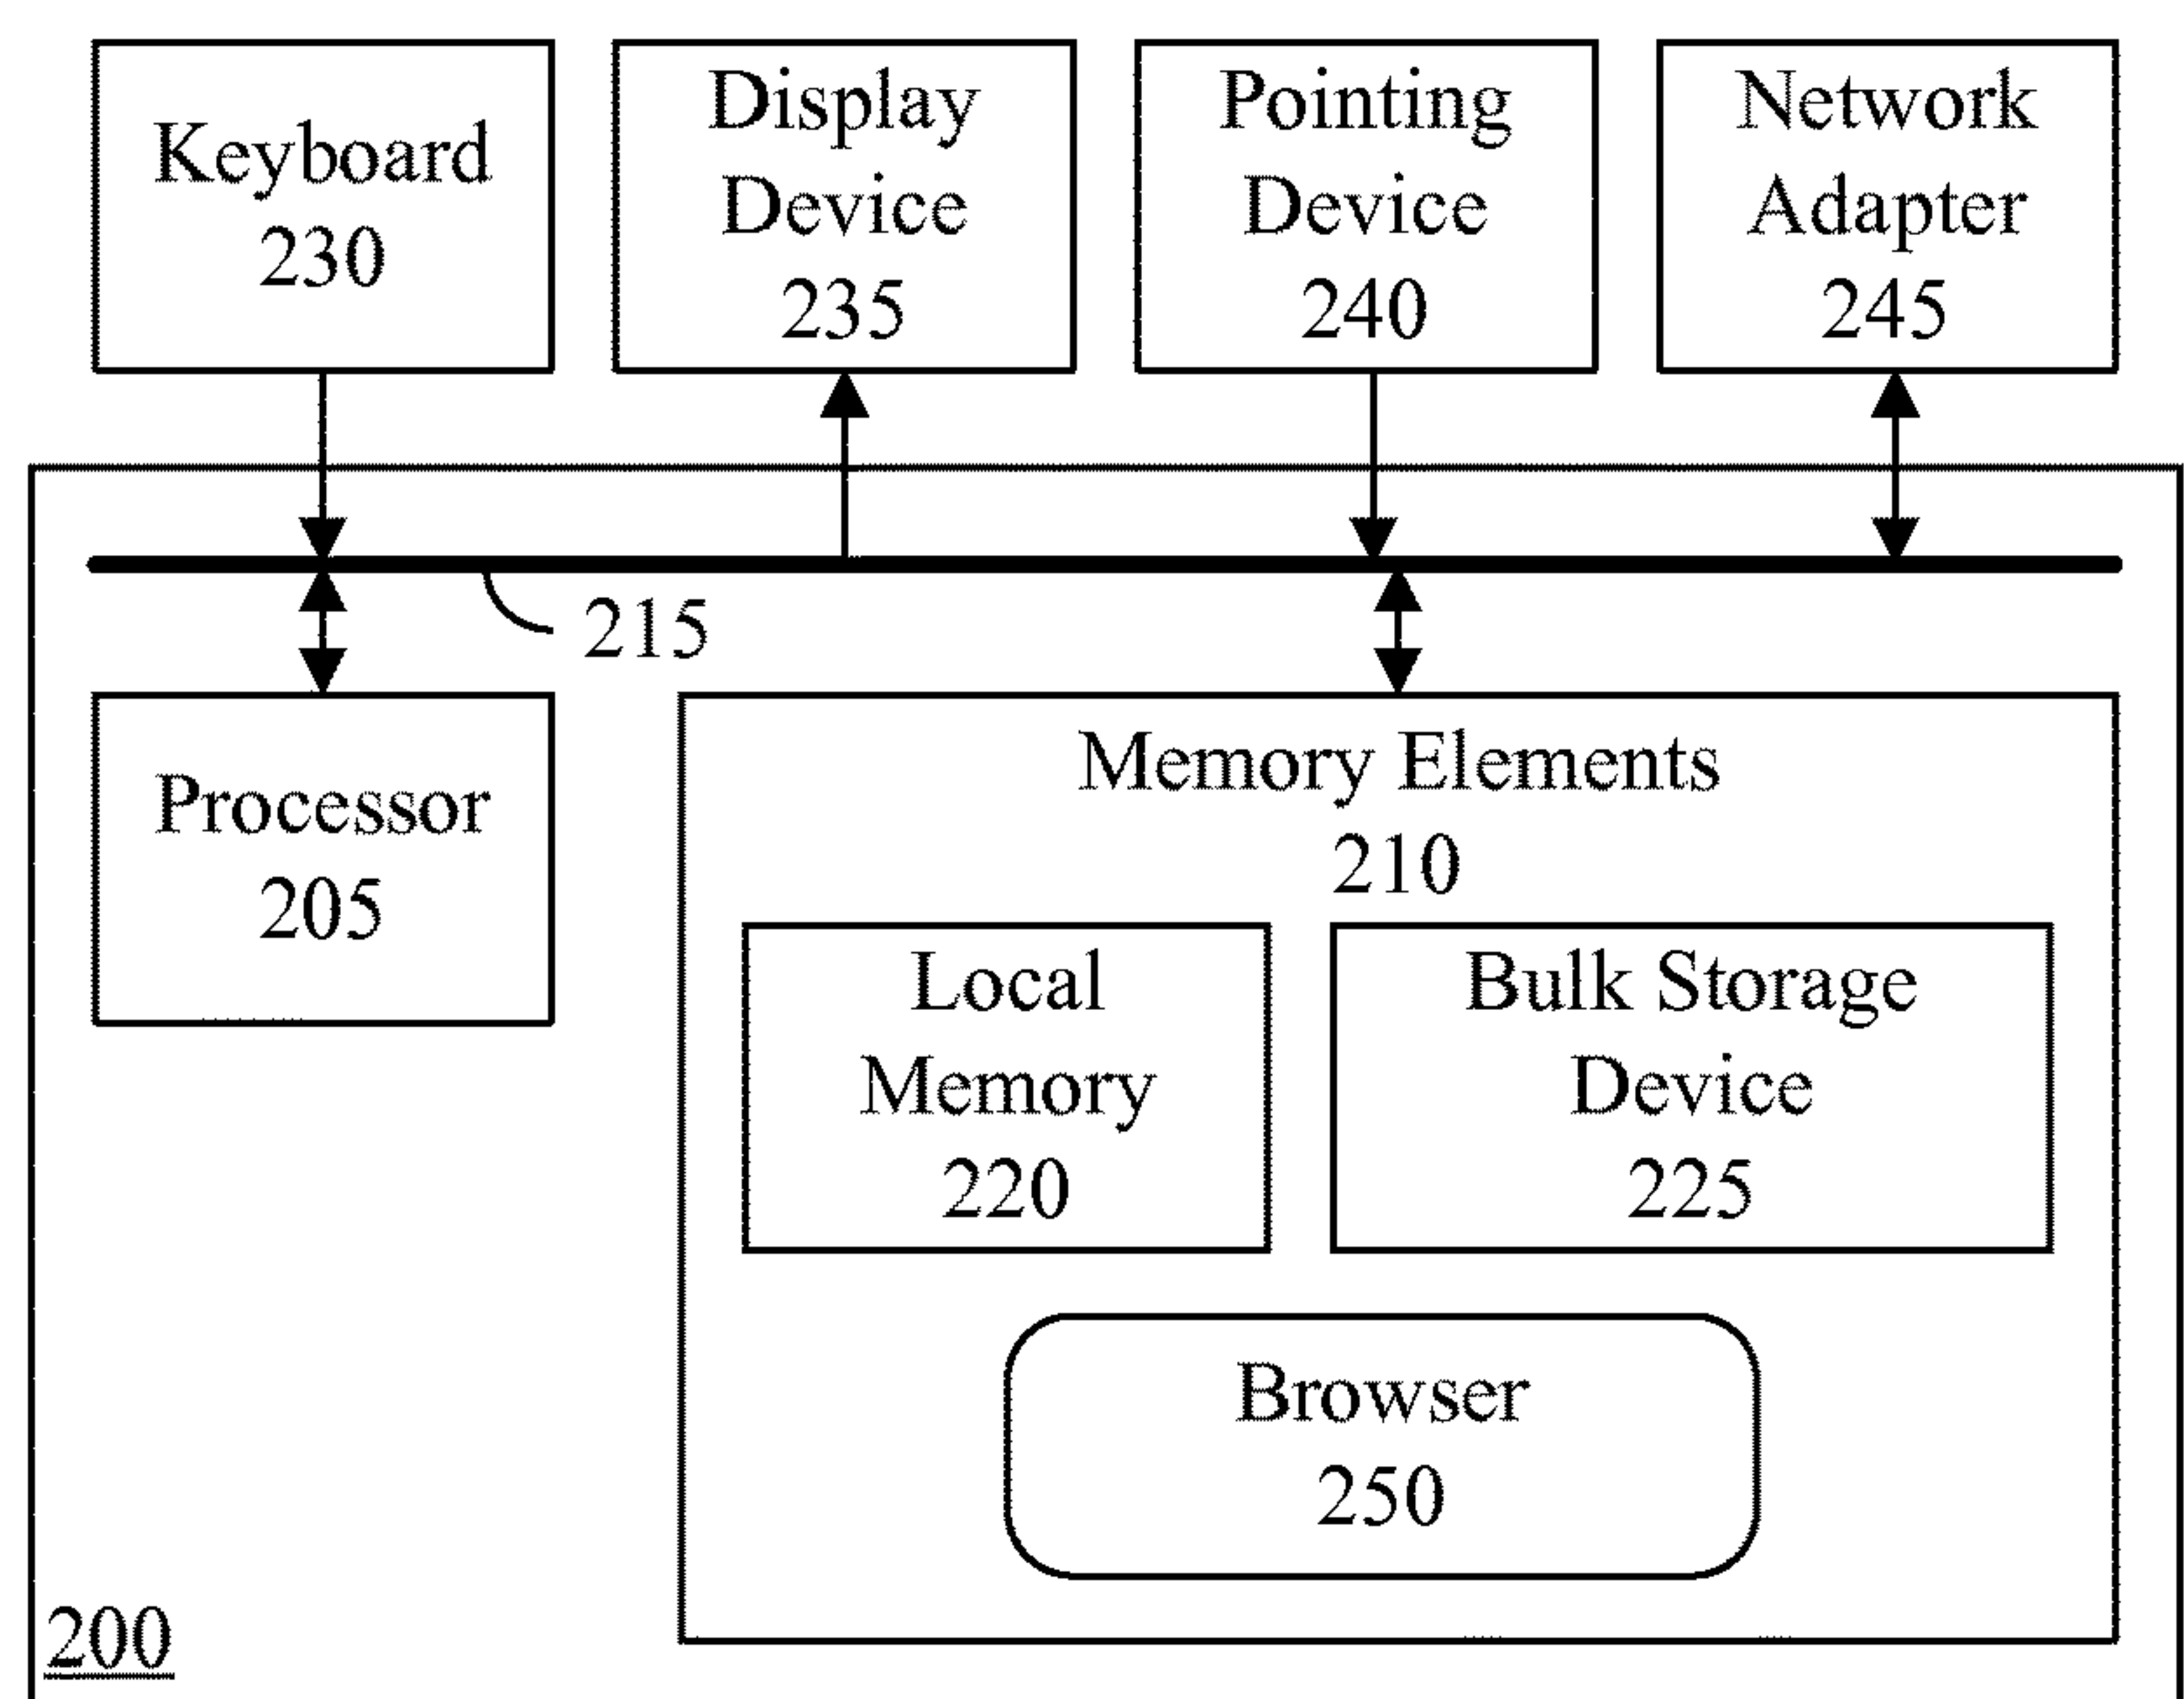 Keyboard
230
Display
Device
235
Pointing
Device
240
Network
Adapter
245
215
Processor
205
Memory Elements
210
Local
Memory
220
Bulk Storage
Device
225
Browser
250
200